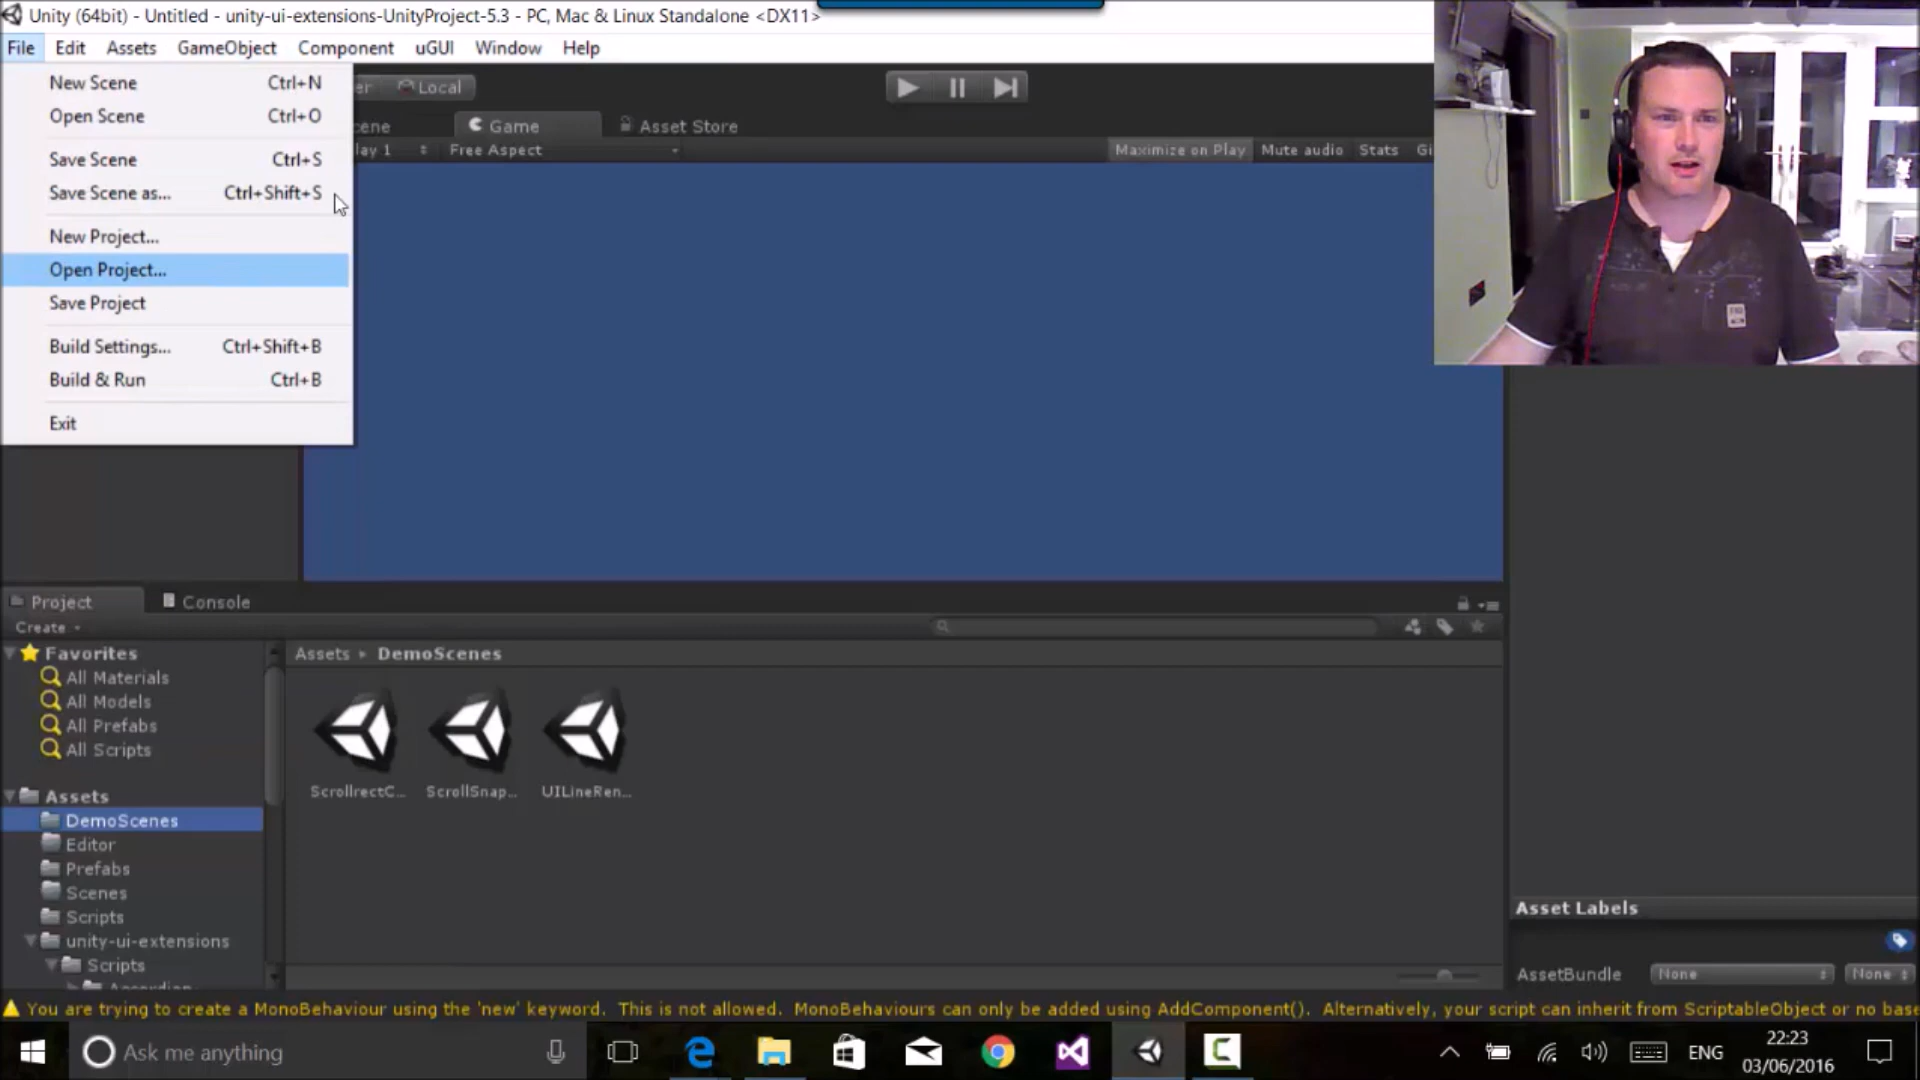 Unity (64bit) - Untitled - unity-ui-extensions-UnityProject-5.3 - PC, Mac & Linux Standalone <DX11>
File Edit Assets GameObject Component uGUI Window Help
New Scene Ctrl+N
Open Scene Ctrl+O
Save Scene Ctrl+S
Save Scene as... Ctrl+Shift+S
New Project...
Open Project...
Save Project
Build Settings... Ctrl+Shift+B
Build & Run Ctrl+B
Exit
Local
Game
Asset Store
Free Aspect
Maximize on Play Mute audio Stats
Project Console
Create
Favorites
All Materials
All Models
All Prefabs
All Scripts
Assets
DemoScenes
Editor
Prefabs
Scenes
Scripts
unity-ui-extensions
Scripts
Assets DemoScenes
ScrollrectC... ScrollSnap... UILineRen...
Asset Labels
AssetBundle None None
You are trying to create a MonoBehaviour using the 'new' keyword. This is not allowed. MonoBehaviours can only be added using AddComponent(). Alternatively, your script can inherit from ScriptableObject or no base
Ask me anything
ENG
22:23
03/06/2016